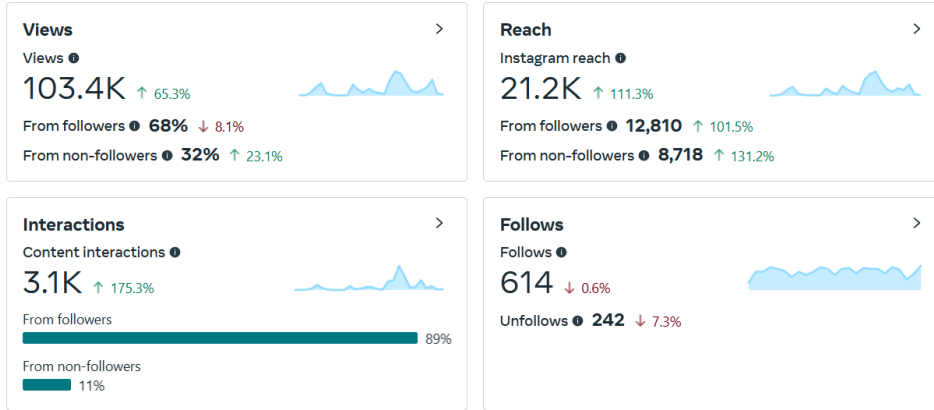 Views
Views
103.4K ↑ 65.3%
From followers 68% ↓ 8.1%
From non-followers 32% ↑ 23.1%
Reach
Instagram reach
21.2K ↑ 111.3%
From followers 12,810 ↑ 101.5%
From non-followers 8,718 ↑ 131.2%
Interactions
Content interactions
3.1K ↑ 175.3%
From followers
89%
From non-followers
11%
Follows
Follows
614 ↓ 0.6%
Unfollows 242 ↓ 7.3%